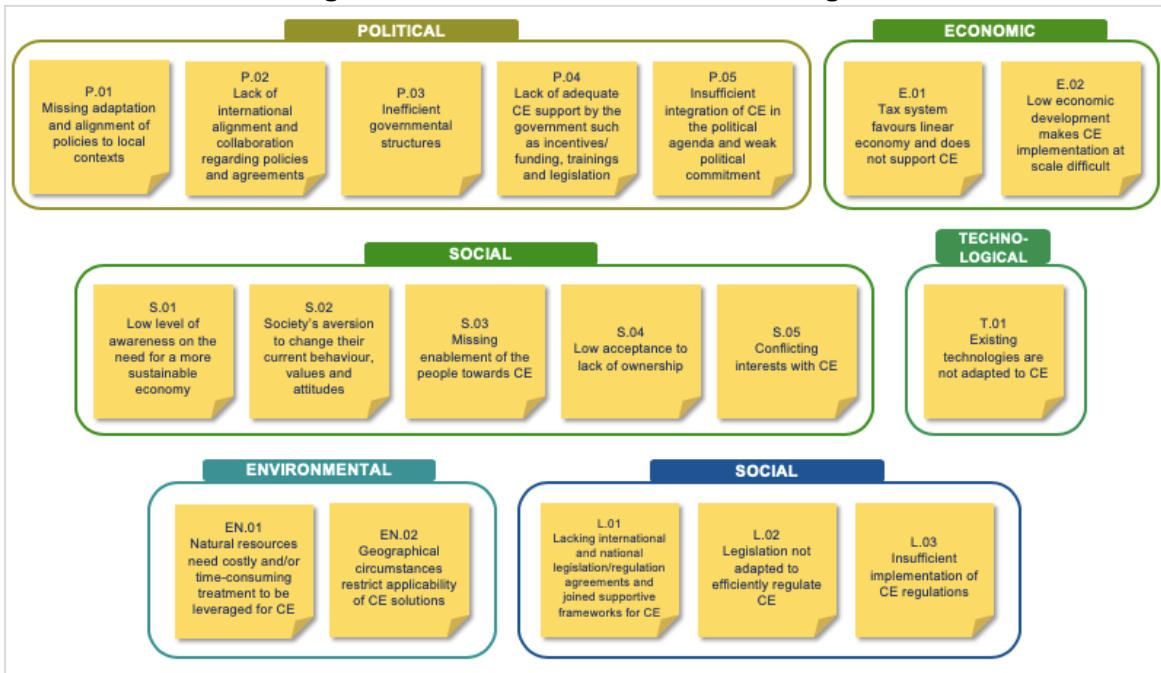 POLITICAL
P.01
Missing adaptation
and alignment of
policies to local
contexts
P.02
Lack of
international
alignment and
collaboration
regarding policies
and agreements
P.03
Inefficient
governmental
structures
P.04
Lack of adequate
CE support by the
government such
as incentives/
funding, trainings
and legislation
P.05
Insufficient
integration of CE in
the political
agenda and weak
political
commitment
ECONOMIC
E.01
Tax system
favours linear
economy and does
not support CE
E.02
Low economic
development
makes CE
implementation at
scale difficult
SOCIAL
S.01
Low level of
awareness on the
need for a more
sustainable
economy
S.02
Society's aversion
to change their
current behaviour,
values and
attitudes
S.03
Missing
enablement of the
people towards CE
S.04
Low acceptance to
lack of ownership
S.05
Conflicting
interests with CE
TECHNO-
LOGICAL
T.01
Existing
technologies are
not adapted to CE
ENVIRONMENTAL
EN.01
Natural resources
need costly and/or
time-consuming
treatment to be
leveraged for CE
EN.02
Geographical
circumstances
restrict applicability
of CE solutions
SOCIAL
L.01
Lacking international
and national
legislation/regulation
agreements and
joined supportive
frameworks for CE
L.02
Legislation not
adapted to
efficiently regulate
CE
L.03
Insufficient
implementation of
CE regulations